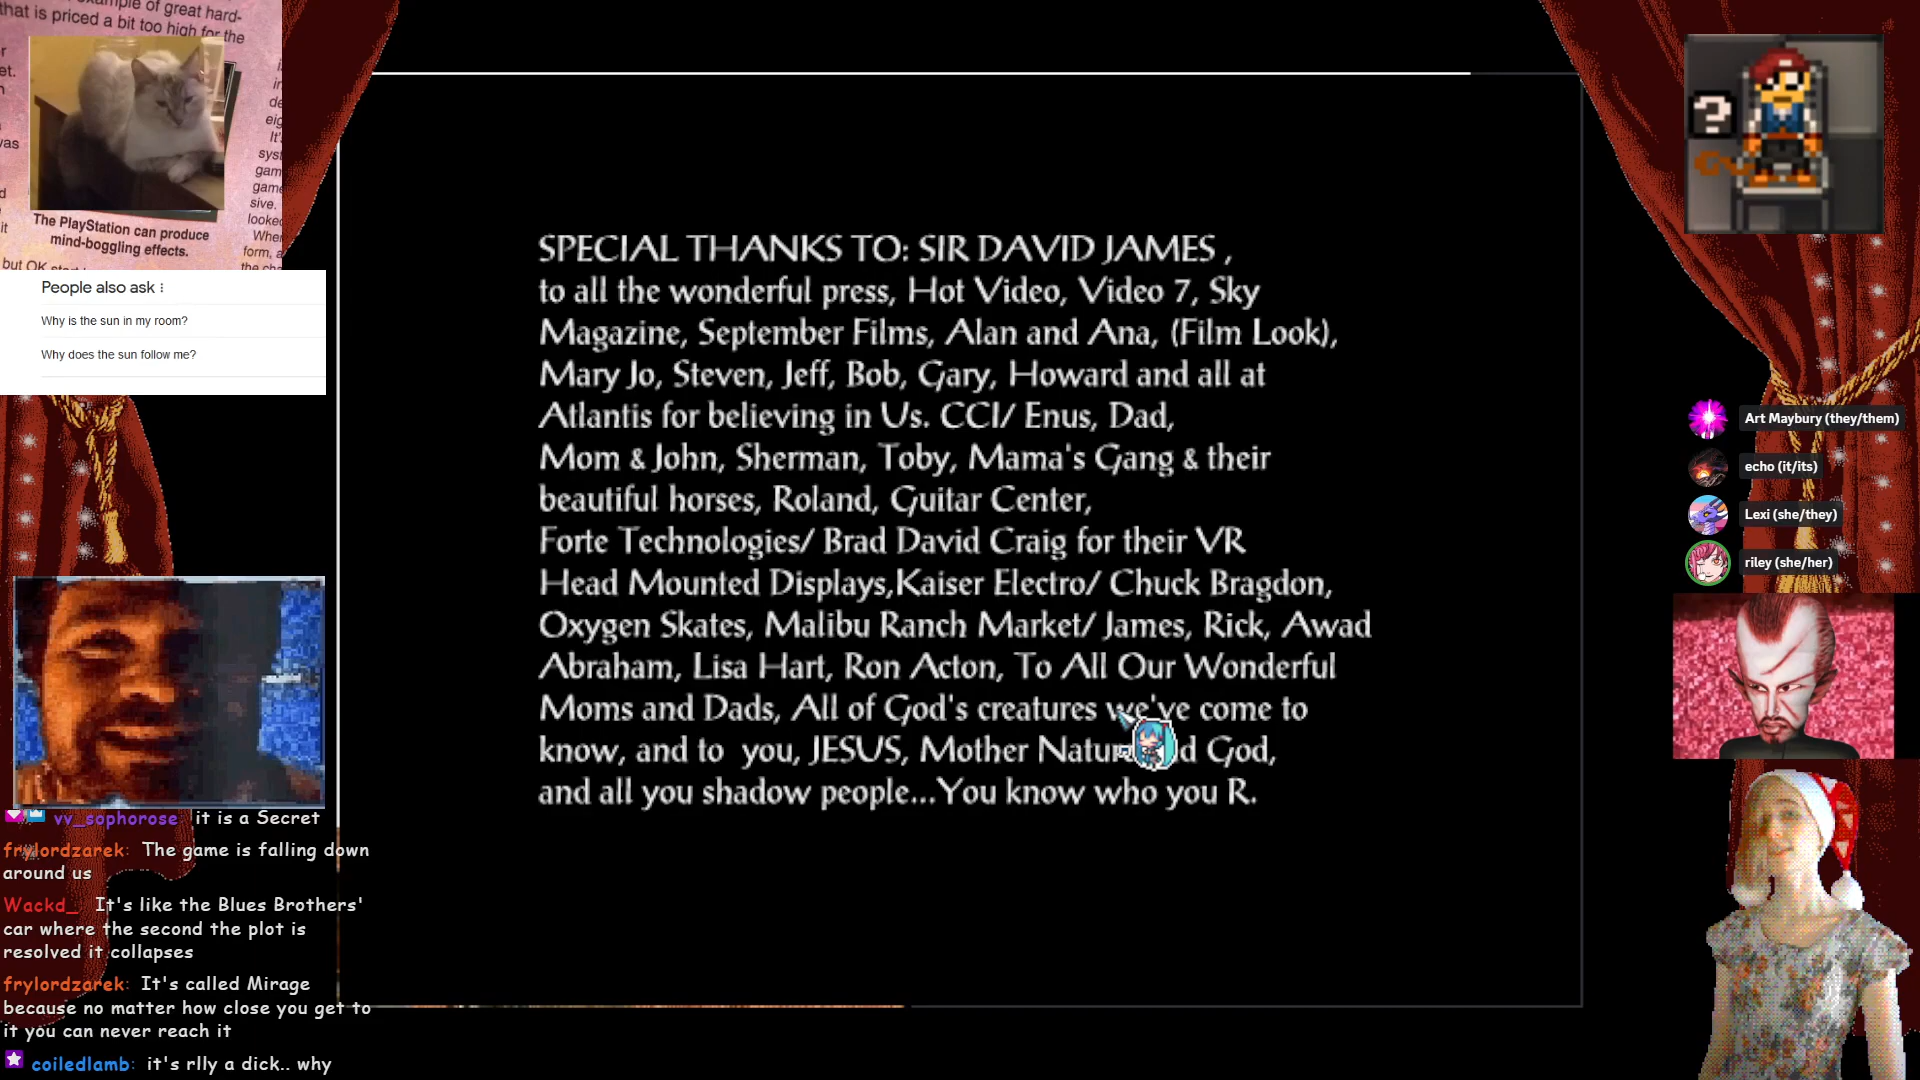 example of great hard-
that is priced a bit too high for the
The PlayStation can produce
mind-boggling effects.
People also ask
Why is the sun in my room?
Why does the sun follow me?
SPECIAL THANKS TO: SIR DAVID JAMES ,
to all the wonderful press, Hot Video, Video 7, Sky
Magazine, September Films, Alan and Ana, (Film Look),
Mary Jo, Steven, Jeff, Bob, Gary, Howard and all at
Atlantis for believing in Us. CCI/ Enus, Dad,
Mom & John, Sherman, Toby, Mama's Gang & their
beautiful horses, Roland, Guitar Center,
Forte Technologies/ Brad David Craig for their VR
Head Mounted Displays,Kaiser Electro/ Chuck Bragdon,
Oxygen Skates, Malibu Ranch Market/ James, Rick, Awad
Abraham, Lisa Hart, Ron Acton, To All Our Wonderful
Moms and Dads, All of God's creatures we've come to
know, and to you, JESUS, Mother Natur d God,
and all you shadow people...You know who you R.
?
Art Maybury (they/them)
echo (it/its)
Lexi (she/they)
riley (she/her)
vv_sophorose it is a Secret
frylordzarek: The game is falling down
around us
Wackd_ It's like the Blues Brothers'
car where the second the plot is
resolved it collapses
frylordzarek: It's called Mirage
because no matter how close you get to
it you can never reach it
coiledlamb: it's rlly a dick.. why